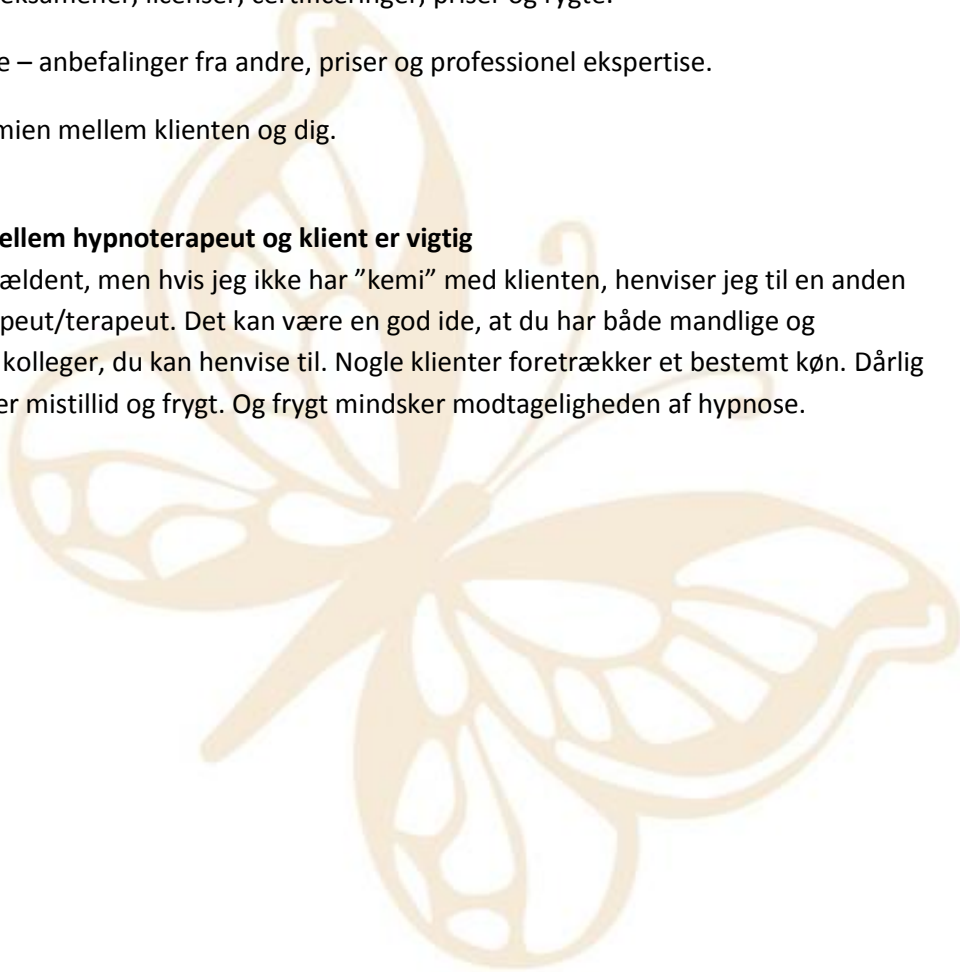 eksamener, licenser, certificeringer, priser og rygte.
e – anbefalinger fra andre, priser og professionel ekspertise.
mien mellem klienten og dig.
ellem hypnoterapeut og klient er vigtig
ældent, men hvis jeg ikke har ”kemi” med klienten, henviser jeg til en anden
peut/terapeut. Det kan være en god ide, at du har både mandlige og
kolleger, du kan henvise til. Nogle klienter foretrækker et bestemt køn. Dårlig
er mistillid og frygt. Og frygt mindsker modtageligheden af hypnose.